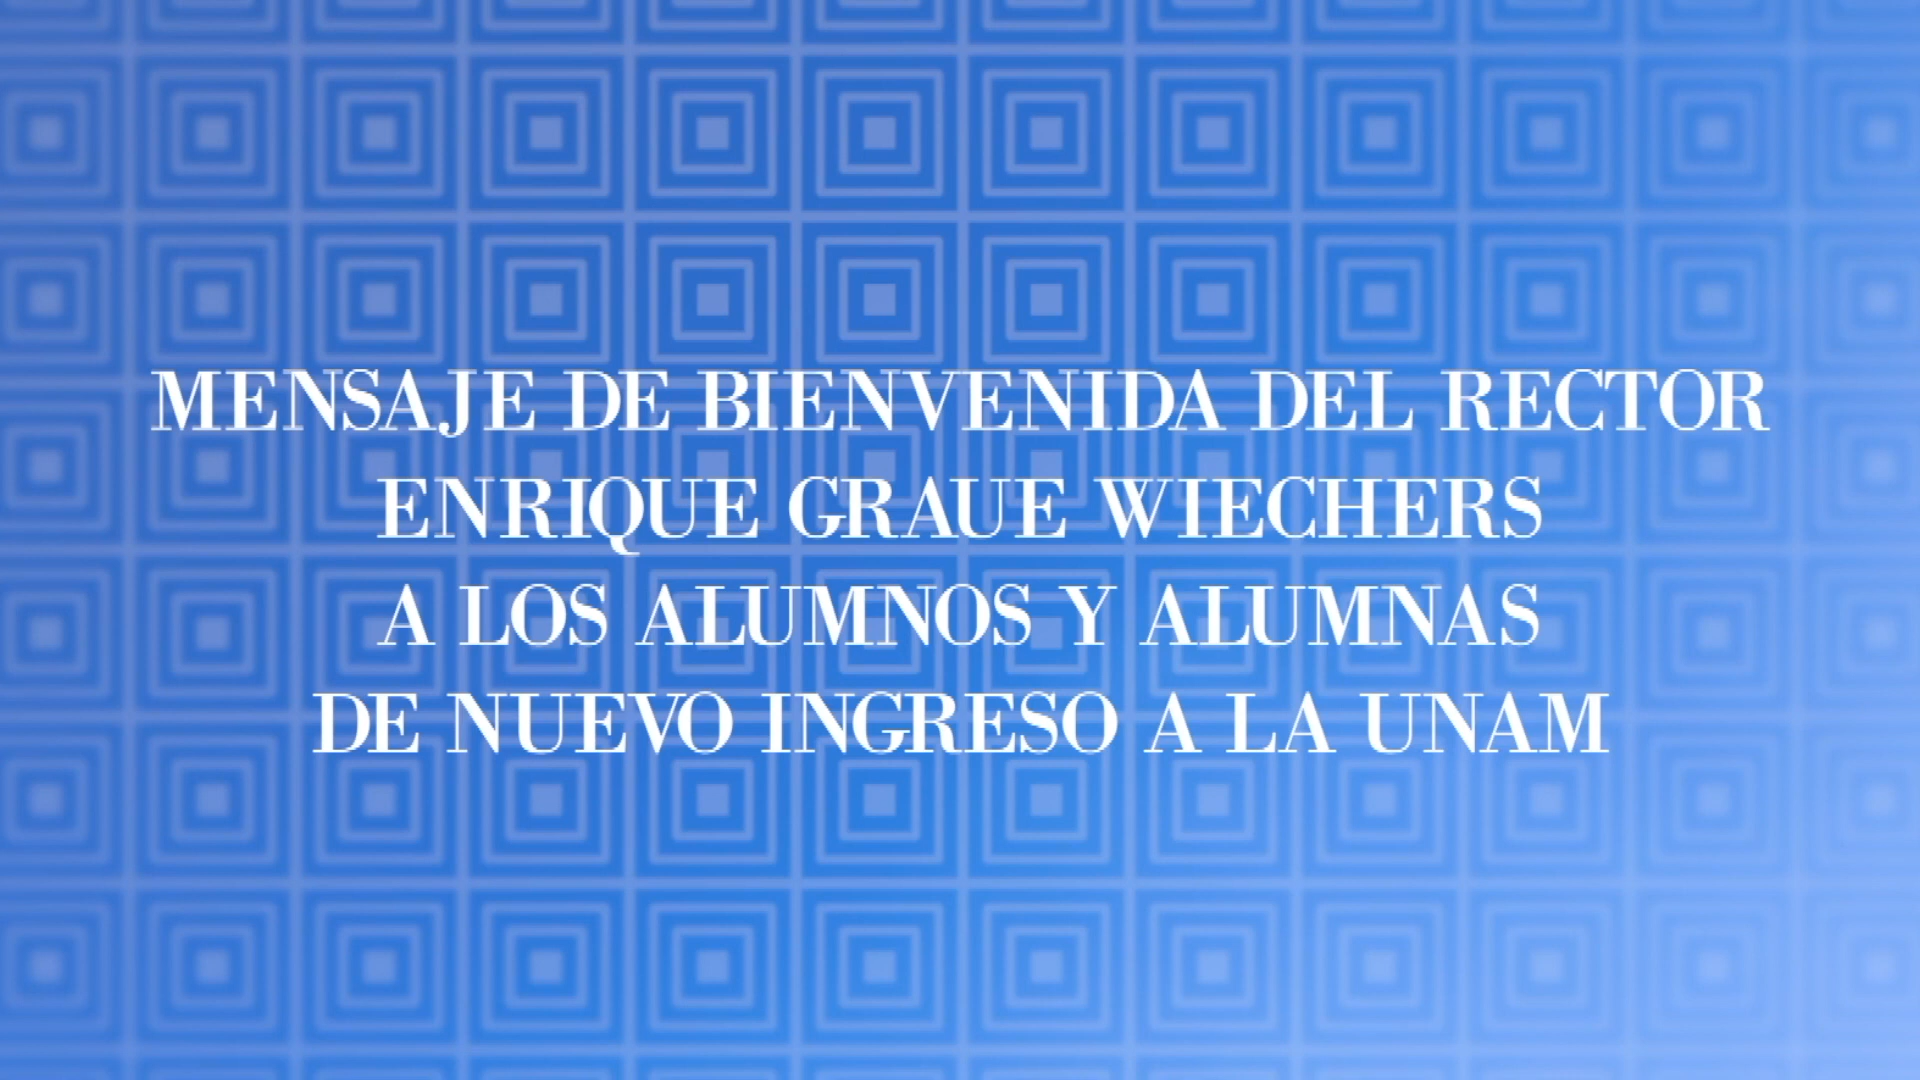 MENSAJE DE BIENVENIDA DEL RECTOR
ENRIQUE GRAUE WIECHERS
A LOS ALUMNOS Y ALUMNAS
DE NUEVO INGRESO A LA UNAM